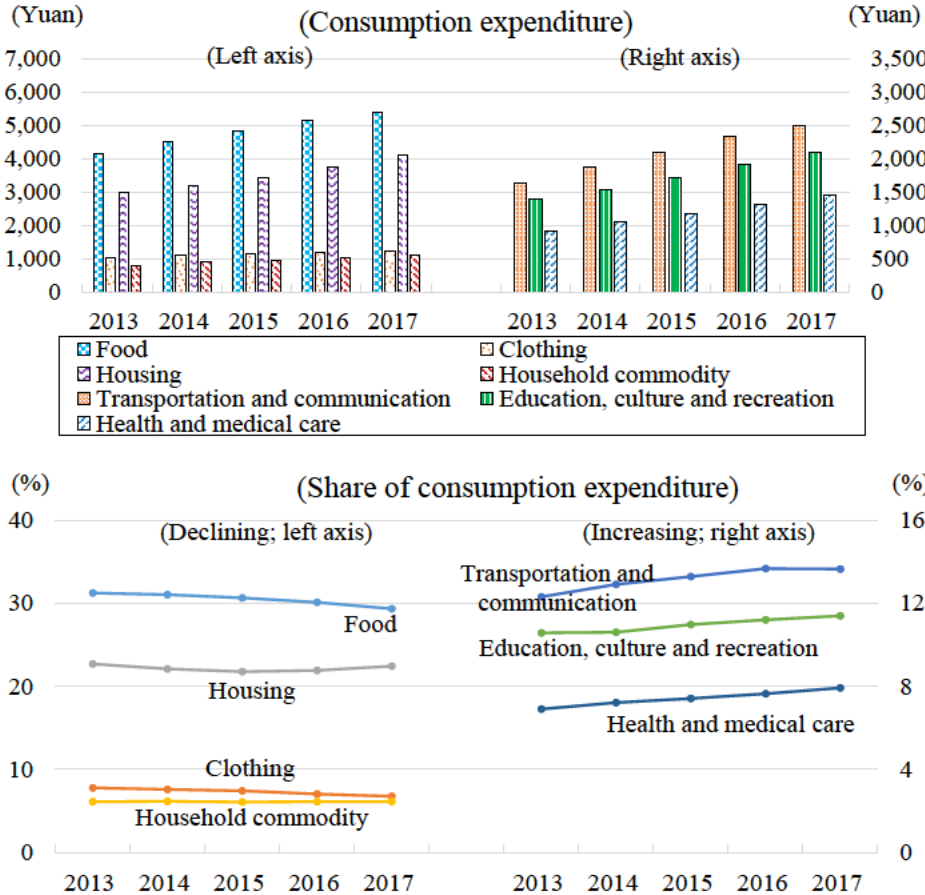 (Yuan) (Consumption expenditure) (Yuan)
(Left axis) (Right axis)
7,000 3,500
6,000 3,000
5,000 2,500
4,000 2,000
3,000 1,500
2,000 1,000
1,000 500
0 0
2013 2014 2015 2016 2017 2013 2014 2015 2016 2017
Food Clothing
Housing Household commodity
Transportation and communication Education, culture and recreation
Health and medical care
(%) (Share of consumption expenditure) (%)
40 (Declining; left axis) (Increasing; right axis) 16
Transportation and
communication
30 12
Food
Education, culture and recreation
20 8
Housing
Health and medical care
10 4
Clothing
Household commodity
0 0
2013 2014 2015 2016 2017 2013 2014 2015 2016 2017